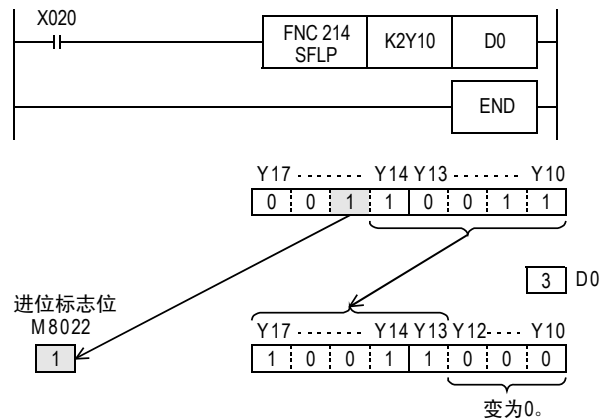 X020
FNC 214 SFLP K2Y10 D0
END
Y17 ------- Y14 Y13 ------- Y10
0 0 1 1 0 0 1 1
3 D0
进位标志位
M8022
1
Y17 ------- Y14 Y13 Y12 ---- Y10
1 0 0 1 1 0 0 0
变为0。